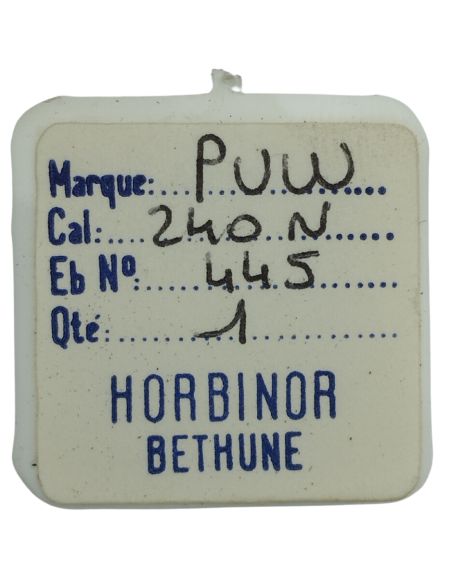 Marque: PUW
Cal: 240 N
Eb Nº: 445
Qté: 1
HORBINOR
BETHUNE